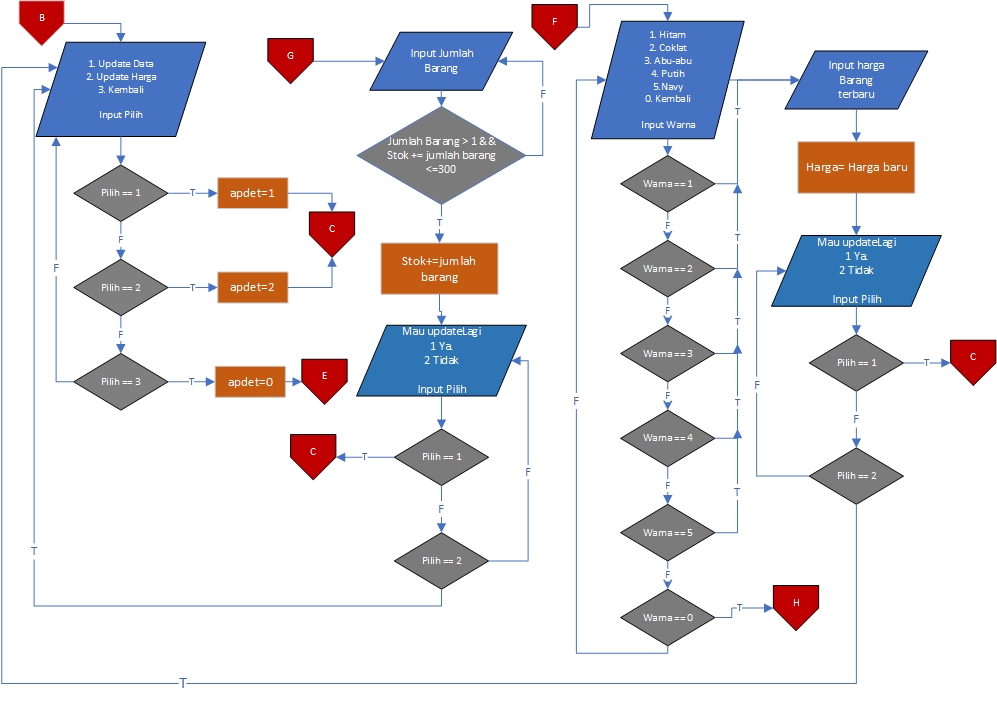 B
1. Update Data
2. Update Harga
3. Kembali
Input Pilih
Pilih == 1
T
apdet=1
C
F
Pilih == 2
T
apdet=2
F
F
Pilih == 3
T
apdet=0
E
T
G
Input Jumlah
Barang
F
Jumlah Barang > 1 &&
Stok += jumlah barang
<=300
T
Stok+=jumlah
barang
Mau updateLagi
1 Ya.
2 Tidak
Input Pilih
Pilih == 1
T
C
F
F
Pilih == 2
F
1. Hitam
2. Coklat
3. Abu-abu
4. Putih
5.Navy
0. Kembali
Input Warna
Warna == 1
T
F
Warna == 2
T
F
Warna == 3
T
F
Warna == 4
T
F
F
Warna == 5
T
F
Warna == 0
T
H
Input harga
Barang
terbaru
Harga= Harga baru
Mau updateLagi
1 Ya.
2 Tidak
Input Pilih
Pilih == 1
T
C
F
F
Pilih == 2
T